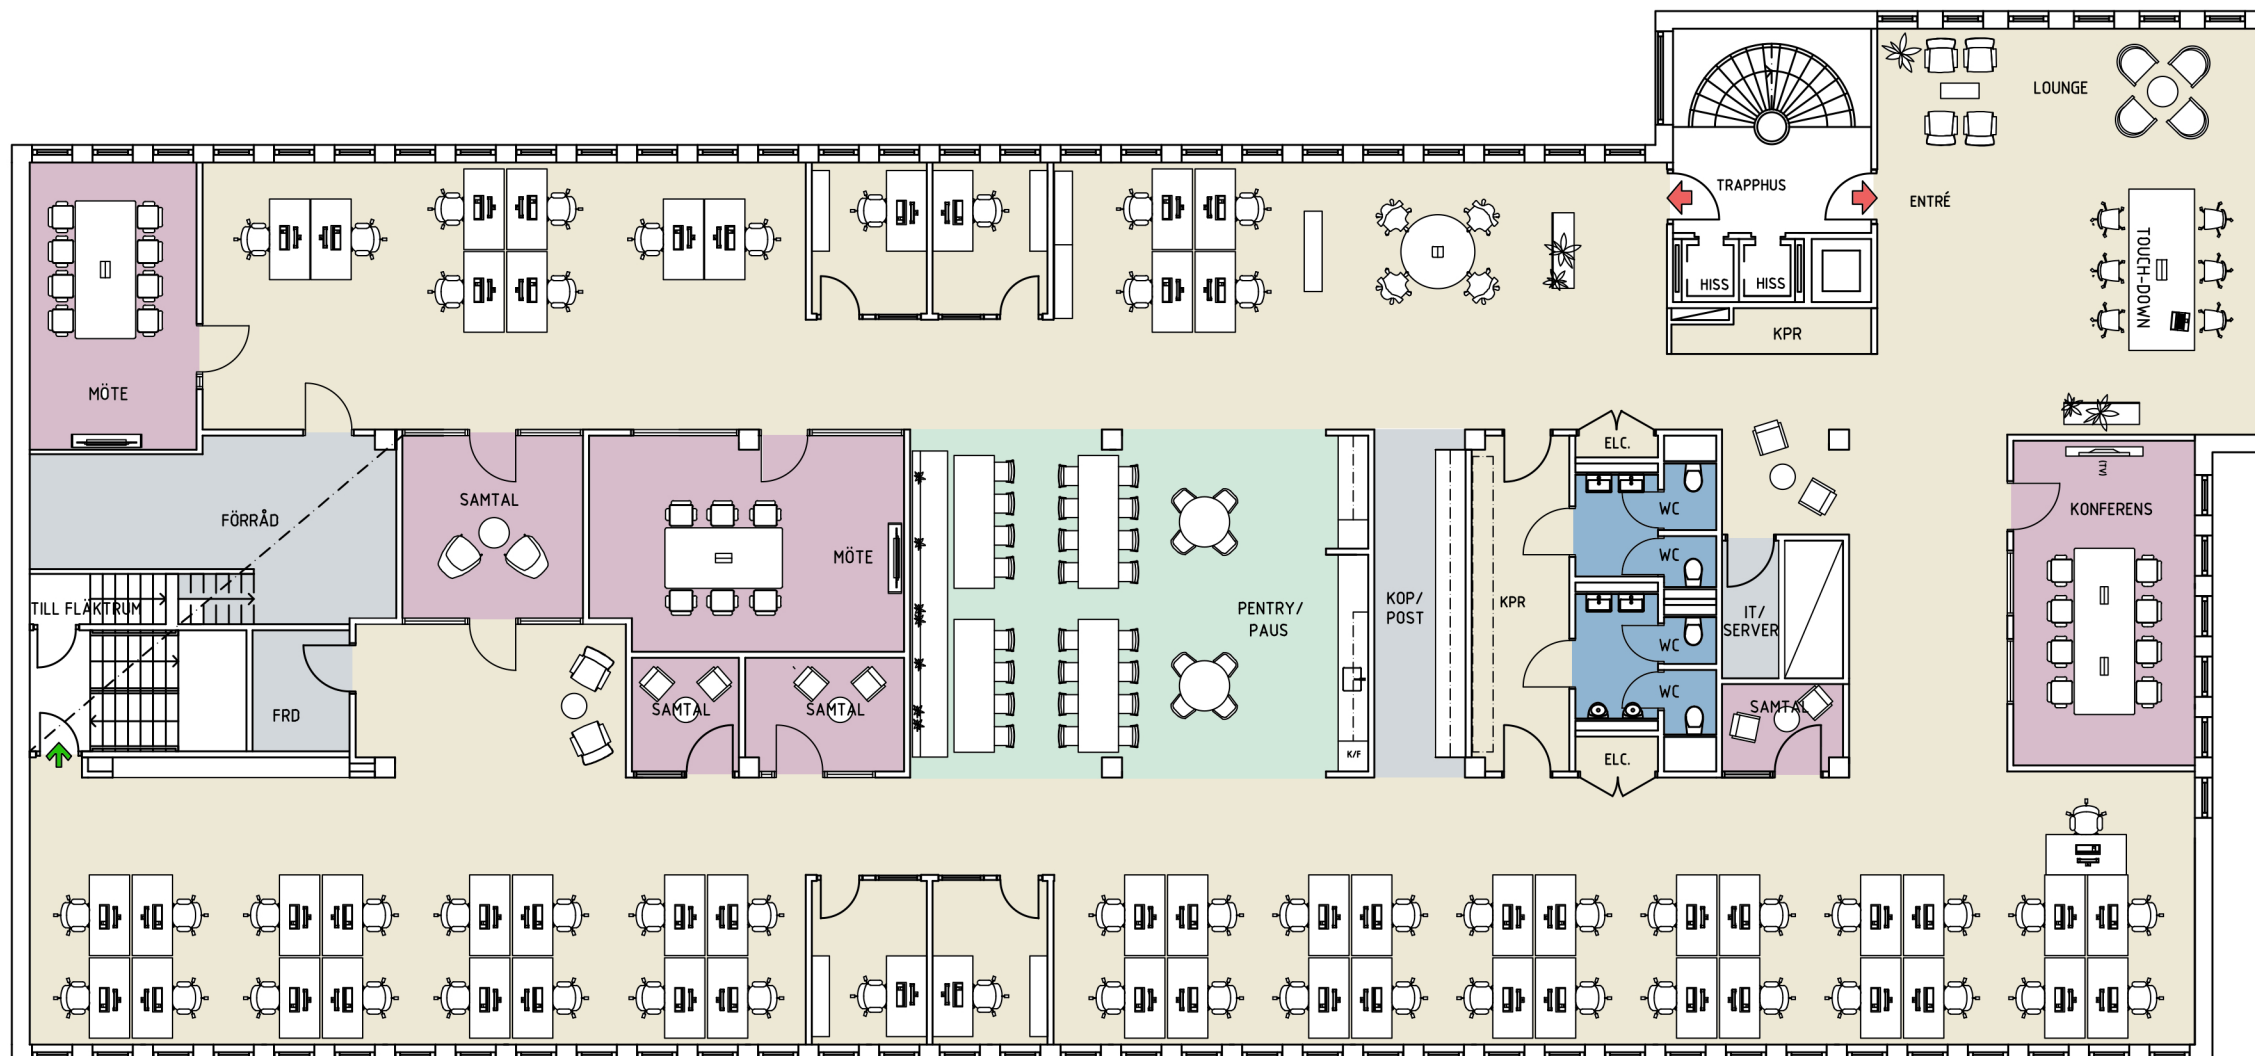 LOUNGE
TRAPPHUS
ENTRÉ
TOUCH-DOWN
HISS
HISS
KPR
MÖTE
ELC.
SAMTAL
KONFERENS
WC
FÖRRÅD
MÖTE
WC
TILL FLÄKTRUM
KOP/
POST
KPR
PENTRY/
PAUS
IT/
SERVER
WC
WC
SAMTAL
SAMTAL
SAMTAL
FRD
K/F
ELC.